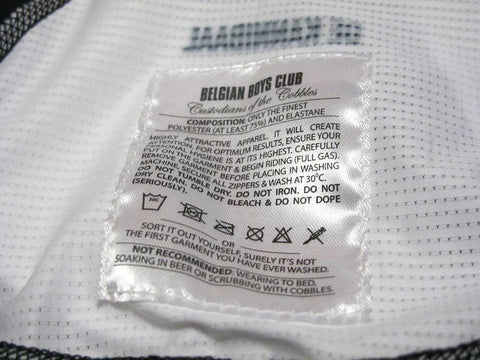 BELGIAN BOYS CLUB
Custodians of the Cobbles
COMPOSITION: ONLY THE FINEST
POLYESTER (AT LEAST 75%) AND ELASTANE
HIGHLY ATTRACTIVE APPAREL. IT WILL CREATE
ATTENTION. FOR OPTIMUM RESULTS, ENSURE YOUR
PERSONAL HYGIENE IS AT ITS HIGHEST. CAREFULLY
PUT ON THE GARMENT & BEGIN RIDING (FULL GAS).
REMOVE GARMENT BEFORE PLACING IN WASHING
MACHINE. SECURE ALL ZIPPERS & WASH AT 30°C.
DO NOT TUMBLE DRY. DO NOT IRON. DO NOT
DRY CLEAN. DO NOT BLEACH & DO NOT DOPE
(SERIOUSLY).
SORT IT OUT YOURSELF, SURELY IT'S NOT
THE FIRST GARMENT YOU HAVE EVER WASHED.
NOT RECOMMENDED: WEARING TO BED,
SOAKING IN BEER OR SCRUBBING WITH COBBLES.